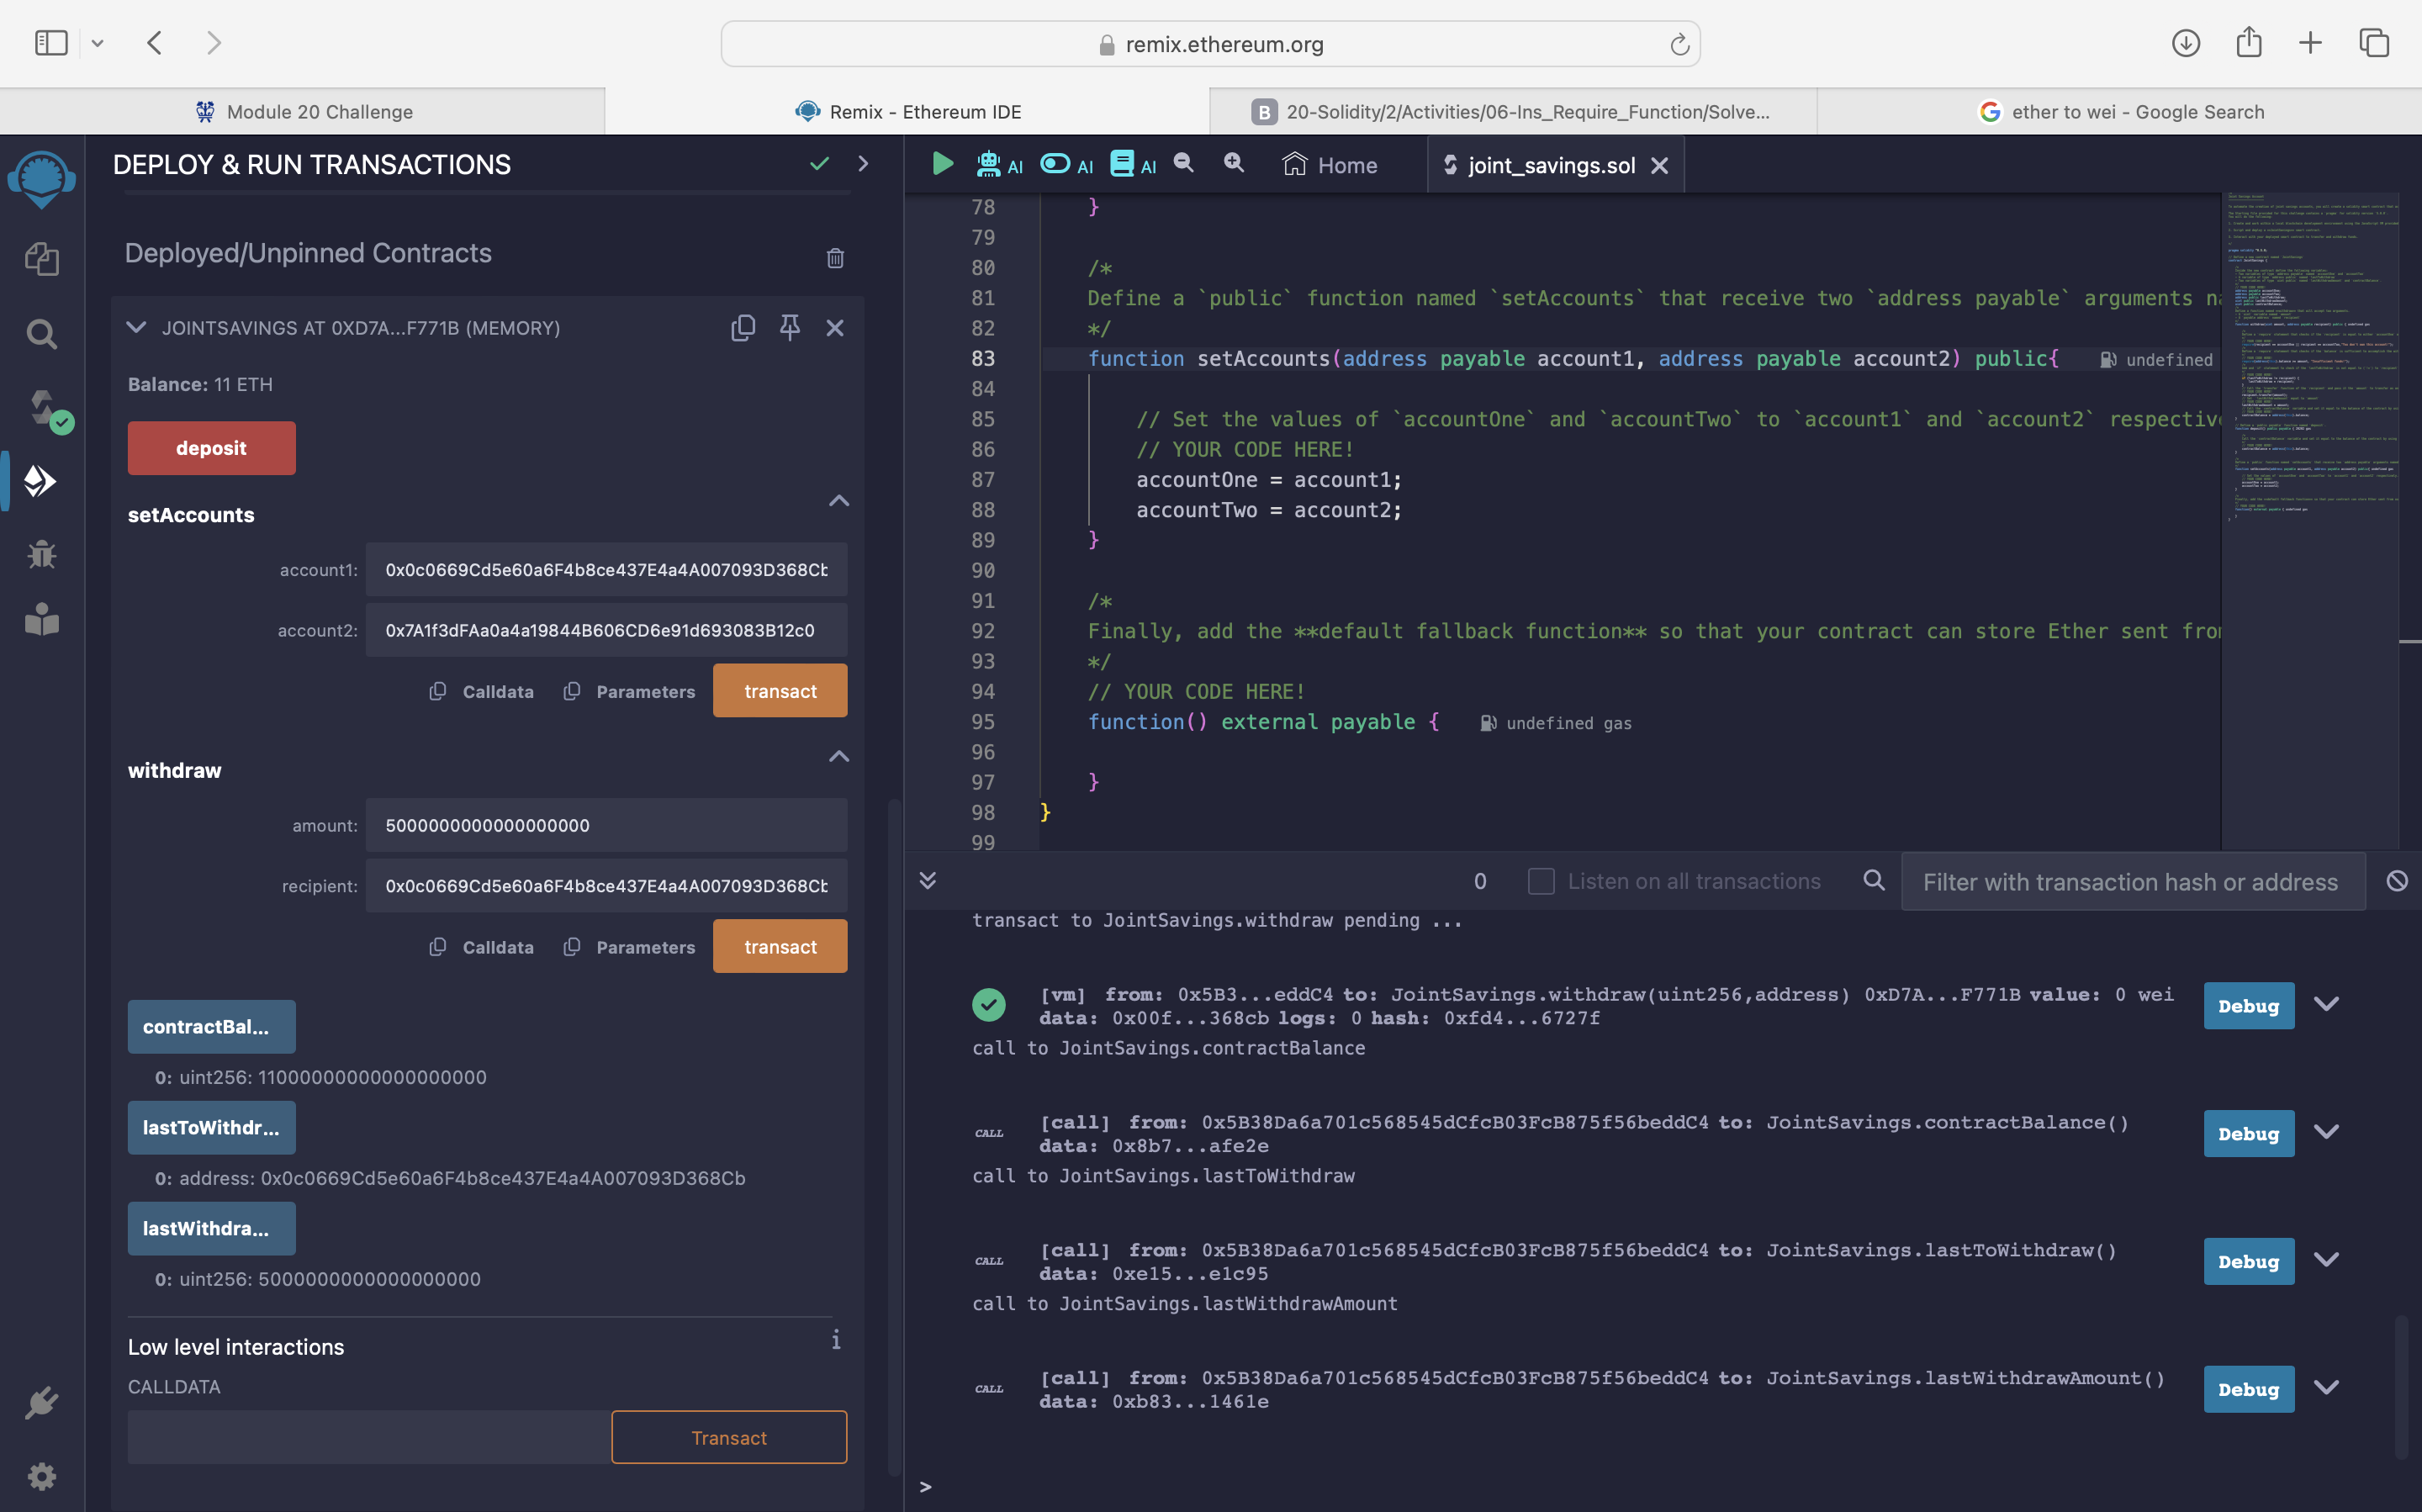 remix.ethereum.org
Module 20 Challenge
Remix - Ethereum IDE
B 20-Solidity/2/Activities/06-Ins_Require_Function/Solve...
ether to wei - Google Search
DEPLOY & RUN TRANSACTIONS
Deployed/Unpinned Contracts
JOINTSAVINGS AT 0XD7A...F771B (MEMORY)
Balance: 11 ETH
deposit
setAccounts
account1: 0x0c0669Cd5e60a6F4b8ce437E4a4A007093D368Cb
account2: 0x7A1f3dFAa0a4a19844B606CD6e91d693083B12c0
Calldata Parameters transact
withdraw
amount: 5000000000000000000
recipient: 0x0c0669Cd5e60a6F4b8ce437E4a4A007093D368Cb
Calldata Parameters transact
contractBal...
0: uint256: 11000000000000000000
lastToWithdr...
0: address: 0x0c0669Cd5e60a6F4b8ce437E4a4A007093D368Cb
lastWithdra...
0: uint256: 5000000000000000000
Low level interactions
i
CALLDATA
Transact
AI AI AI Home joint_savings.sol
78 }
79
80 /*
81 Define a `public` function named `setAccounts` that receive two `address payable` arguments na
82 */
83 function setAccounts(address payable account1, address payable account2) public{ undefined
84
85 // Set the values of `accountOne` and `accountTwo` to `account1` and `account2` respectiv
86 // YOUR CODE HERE!
87 accountOne = account1;
88 accountTwo = account2;
89 }
90
91 /*
92 Finally, add the **default fallback function** so that your contract can store Ether sent fro
93 */
94 // YOUR CODE HERE!
95 function() external payable { undefined gas
96
97 }
98 }
99
0 Listen on all transactions Filter with transaction hash or address
transact to JointSavings.withdraw pending ...
[vm] from: 0x5B3...eddC4 to: JointSavings.withdraw(uint256,address) 0xD7A...F771B value: 0 wei
data: 0x00f...368cb logs: 0 hash: 0xfd4...6727f
Debug
call to JointSavings.contractBalance
CALL [call] from: 0x5B38Da6a701c568545dCfcB03FcB875f56beddC4 to: JointSavings.contractBalance()
data: 0x8b7...afe2e
Debug
call to JointSavings.lastToWithdraw
CALL [call] from: 0x5B38Da6a701c568545dCfcB03FcB875f56beddC4 to: JointSavings.lastToWithdraw()
data: 0xe15...e1c95
Debug
call to JointSavings.lastWithdrawAmount
CALL [call] from: 0x5B38Da6a701c568545dCfcB03FcB875f56beddC4 to: JointSavings.lastWithdrawAmount()
data: 0xb83...1461e
Debug
>